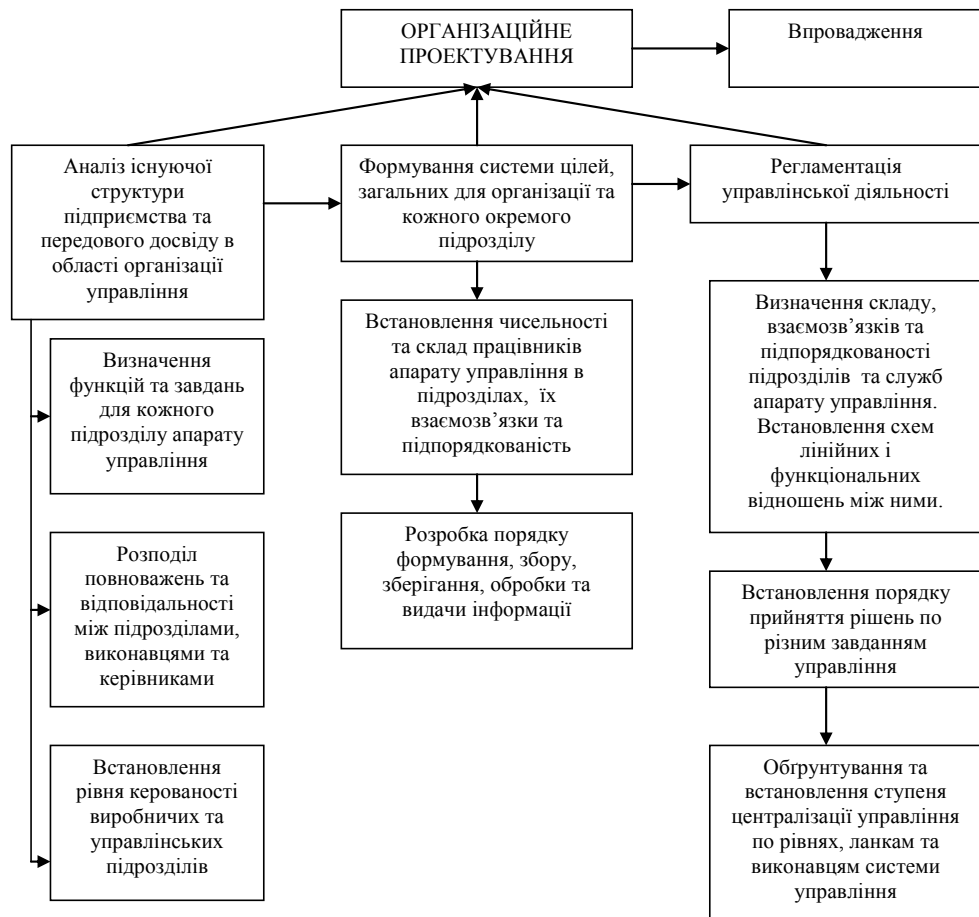 ОРГАНІЗАЦІЙНЕ
ПРОЕКТУВАННЯ
Впровадження
Аналіз існуючої
структури
підприємства та
передового досвіду в
області організації
управління
Формування системи цілей,
загальних для організації та
кожного окремого
підрозділу
Регламентація
управлінської діяльності
Визначення
функцій та завдань
для кожного
підрозділу апарату
управління
Розподіл
повноважень та
відповідальності
між підрозділами,
виконавцями та
керівниками
Встановлення
рівня керованості
виробничих та
управлінських
підрозділів
Встановлення чисельності
та склад працівників
апарату управління в
підрозділах, їх
взаємозв’язки та
підпорядкованість
Розробка порядку
формування, збору,
зберігання, обробки та
видачи інформації
Визначення складу,
взаємозв’язків та
підпорядкованості
підрозділів та служб
апарату управління.
Встановлення схем
лінійних і
функціональних
відношень між ними.
Встановлення порядку
прийняття рішень по
різним завданням
управління
Обґрунтування та
встановлення ступеня
централізації управління
по рівнях, ланкам та
виконавцям системи
управління